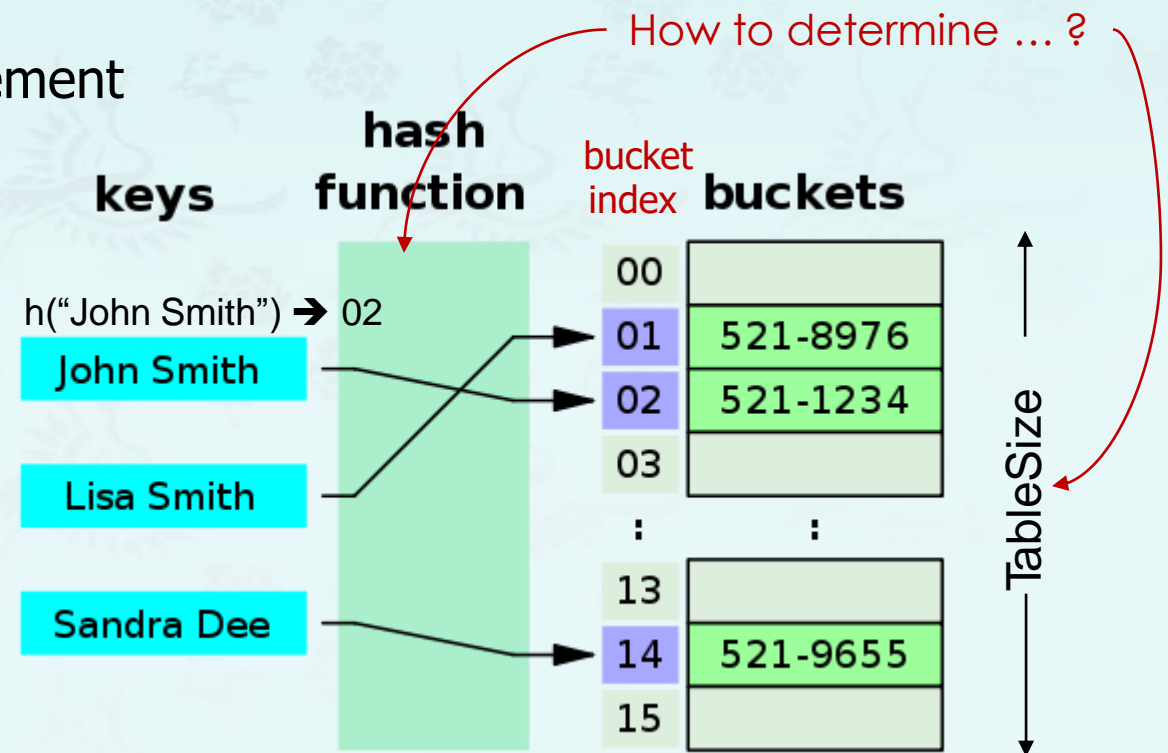 How to determine … ?
ement
hash
function
keys
bucket
index
buckets
h(“John Smith”) ➔ 02
John Smith
Lisa Smith
Sandra Dee
00
01 521-8976
02 521-1234
03
: :
13
14 521-9655
15
TableSize